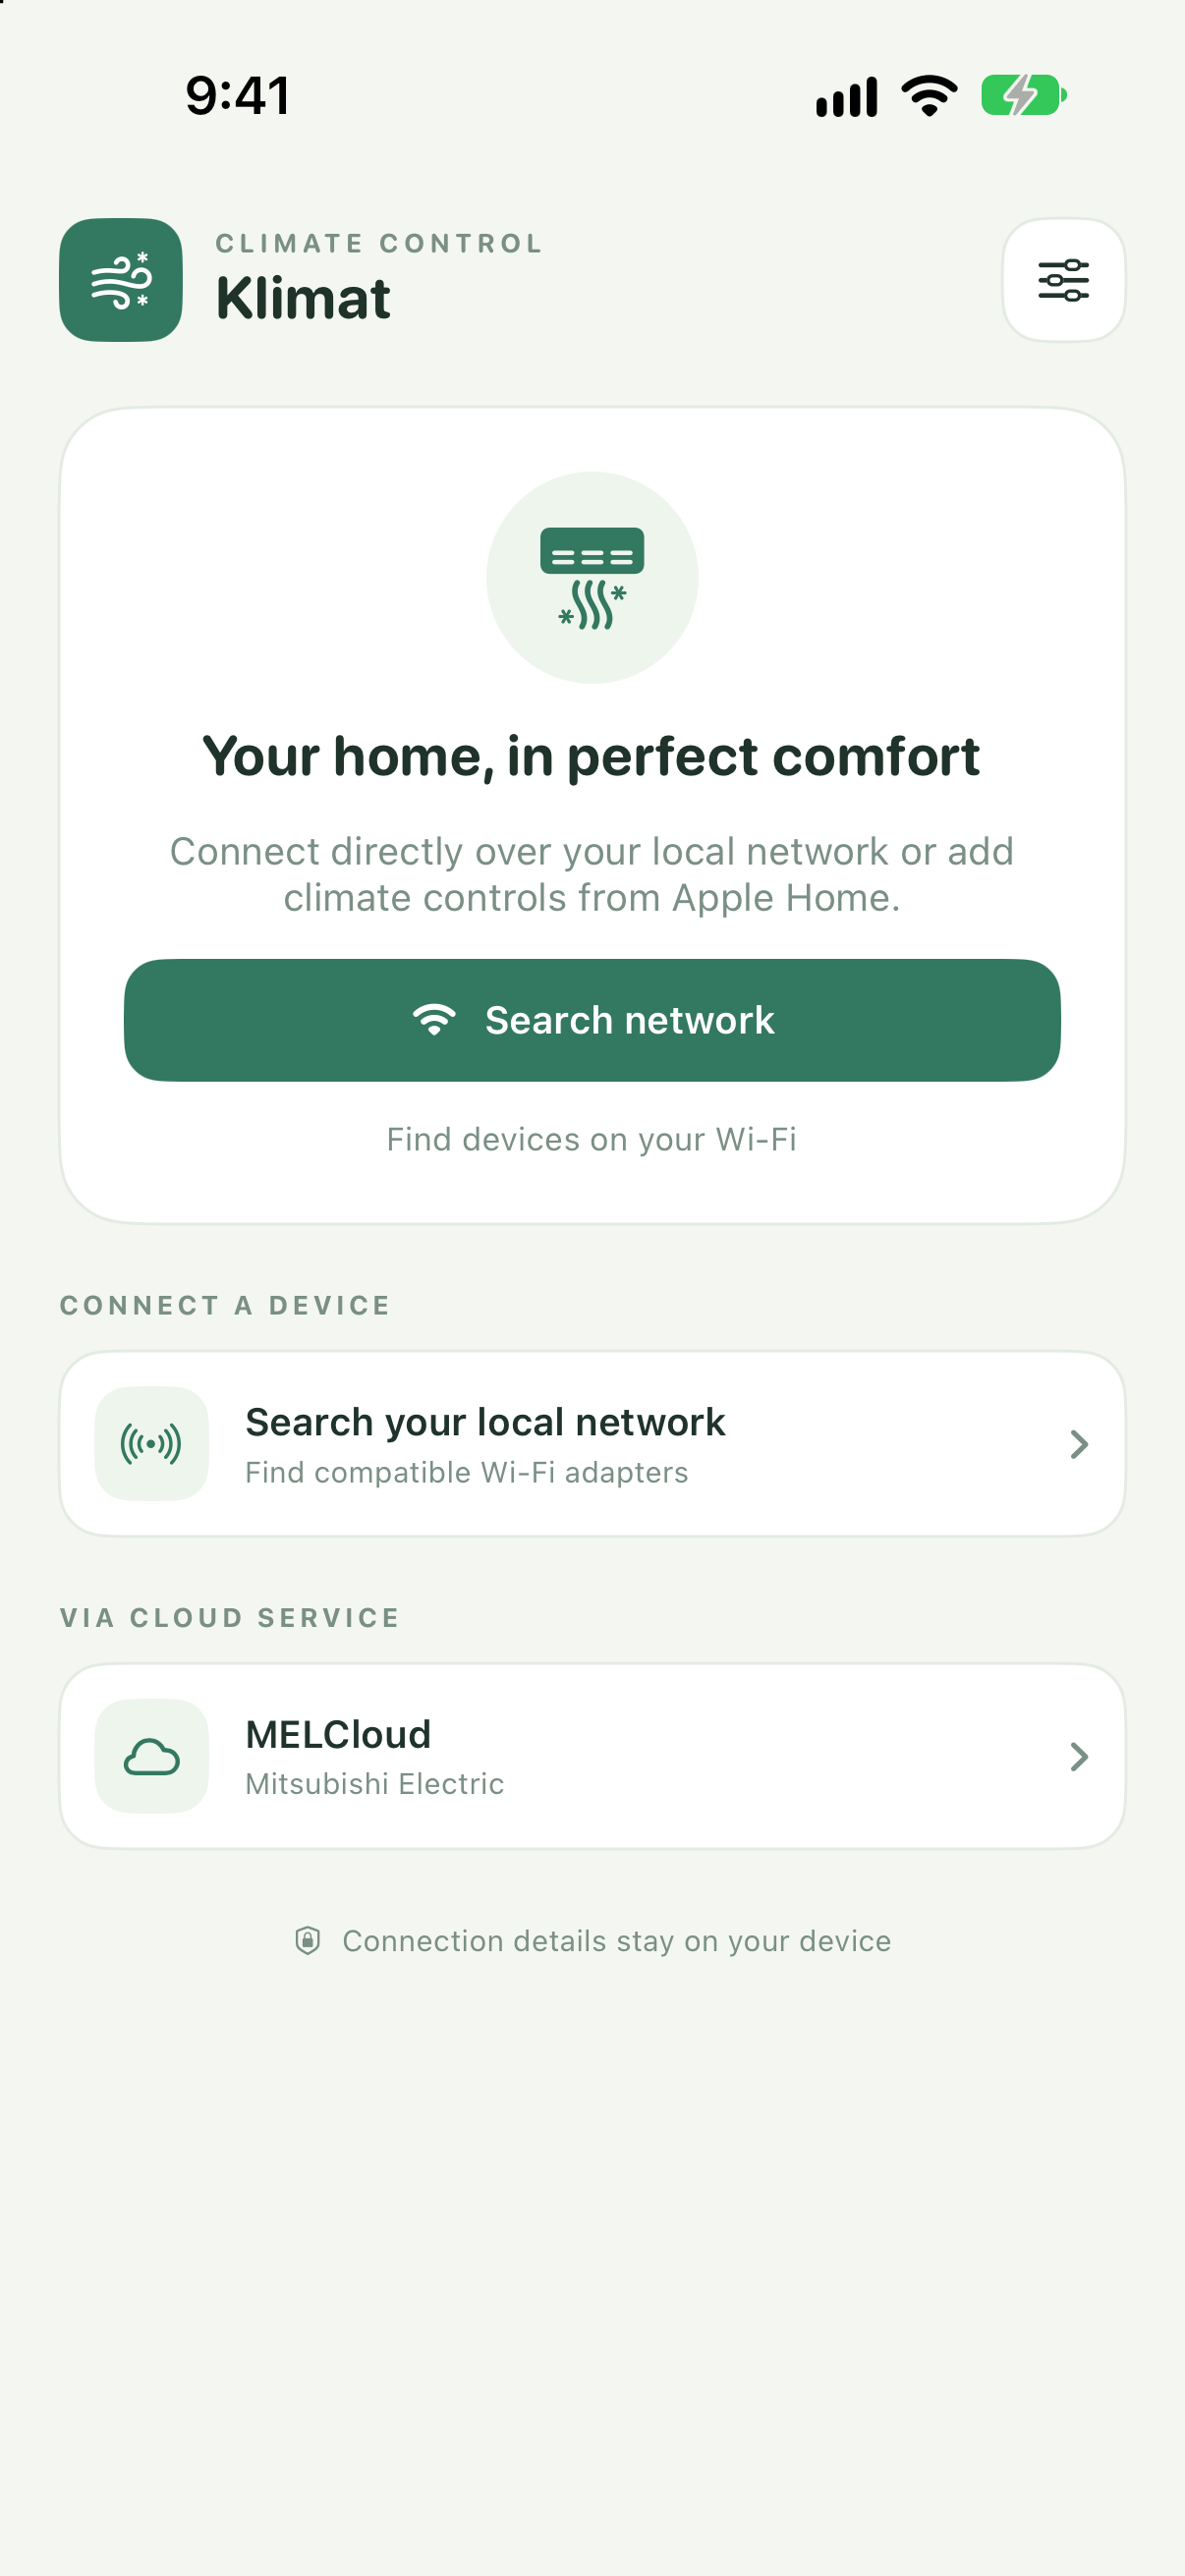 9:41
CLIMATE CONTROL
Klimat
Your home, in perfect comfort
Connect directly over your local network or add
climate controls from Apple Home.
Search network
Find devices on your Wi-Fi
CONNECT A DEVICE
Search your local network
Find compatible Wi-Fi adapters
VIA CLOUD SERVICE
MELCloud
Mitsubishi Electric
Connection details stay on your device